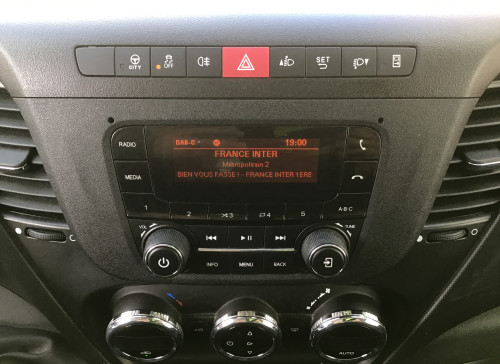 CITY OFF SET
RADIO DAB-G 19:00
FRANCE INTER
Métropolitain 2
MEDIA BIEN VOUS FASSE ! - FRANCE INTER 1ERE
1 2 3 4 5 A-B-C
VOL TUNE
INFO MENU BACK
AUTO